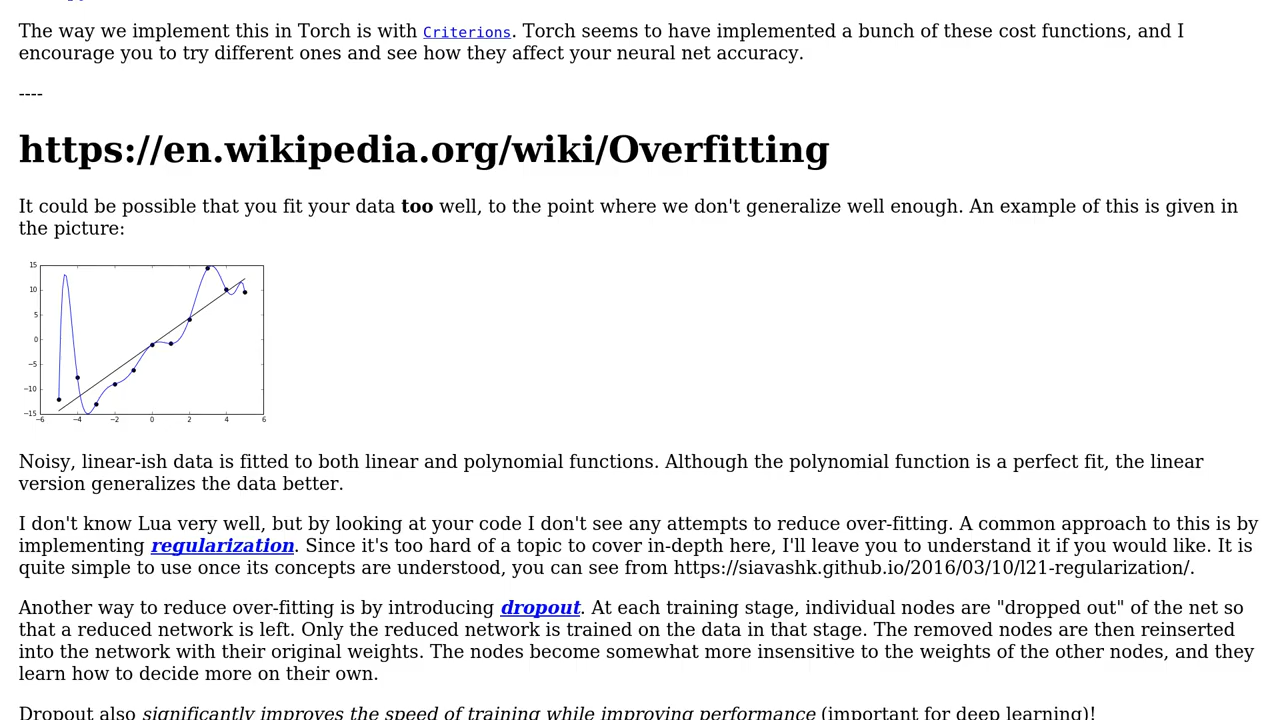 The way we implement this in Torch is with Criterions. Torch seems to have implemented a bunch of these cost functions, and I
encourage you to try different ones and see how they affect your neural net accuracy.
----
https://en.wikipedia.org/wiki/Overfitting
It could be possible that you fit your data too well, to the point where we don't generalize well enough. An example of this is given in
the picture:
15
10
5
0
−5
−10
−15
−6 −4 −2 0 2 4 6
Noisy, linear-ish data is fitted to both linear and polynomial functions. Although the polynomial function is a perfect fit, the linear
version generalizes the data better.
I don't know Lua very well, but by looking at your code I don't see any attempts to reduce over-fitting. A common approach to this is by
implementing regularization. Since it's too hard of a topic to cover in-depth here, I'll leave you to understand it if you would like. It is
quite simple to use once its concepts are understood, you can see from https://siavashk.github.io/2016/03/10/l21-regularization/.
Another way to reduce over-fitting is by introducing dropout. At each training stage, individual nodes are "dropped out" of the net so
that a reduced network is left. Only the reduced network is trained on the data in that stage. The removed nodes are then reinserted
into the network with their original weights. The nodes become somewhat more insensitive to the weights of the other nodes, and they
learn how to decide more on their own.
Dropout also significantly improves the speed of training while improving performance (important for deep learning)!